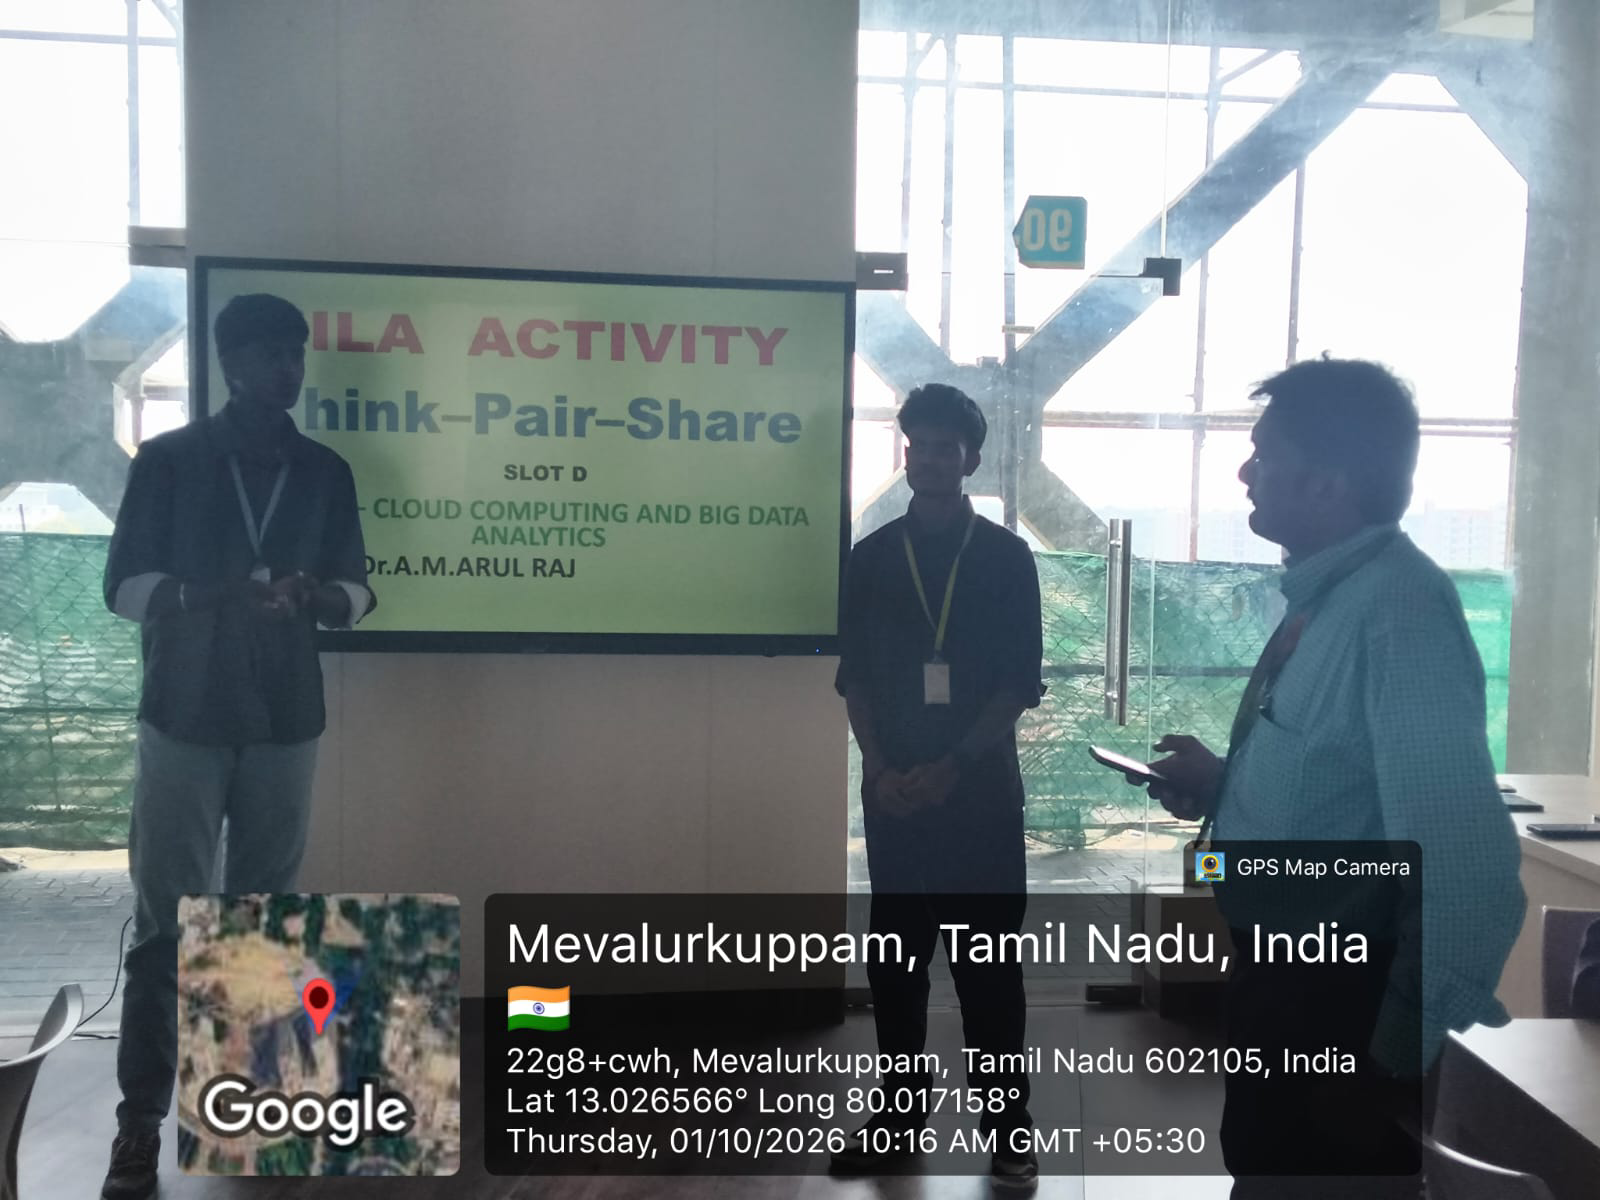 90
ILA ACTIVITY
hink–Pair–Share
SLOT D
- CLOUD COMPUTING AND BIG DATA
ANALYTICS
Dr.A.M.ARUL RAJ
GPS Map Camera
Mevalurkuppam, Tamil Nadu, India
22g8+cwh, Mevalurkuppam, Tamil Nadu 602105, India
Lat 13.026566° Long 80.017158°
Thursday, 01/10/2026 10:16 AM GMT +05:30
Google